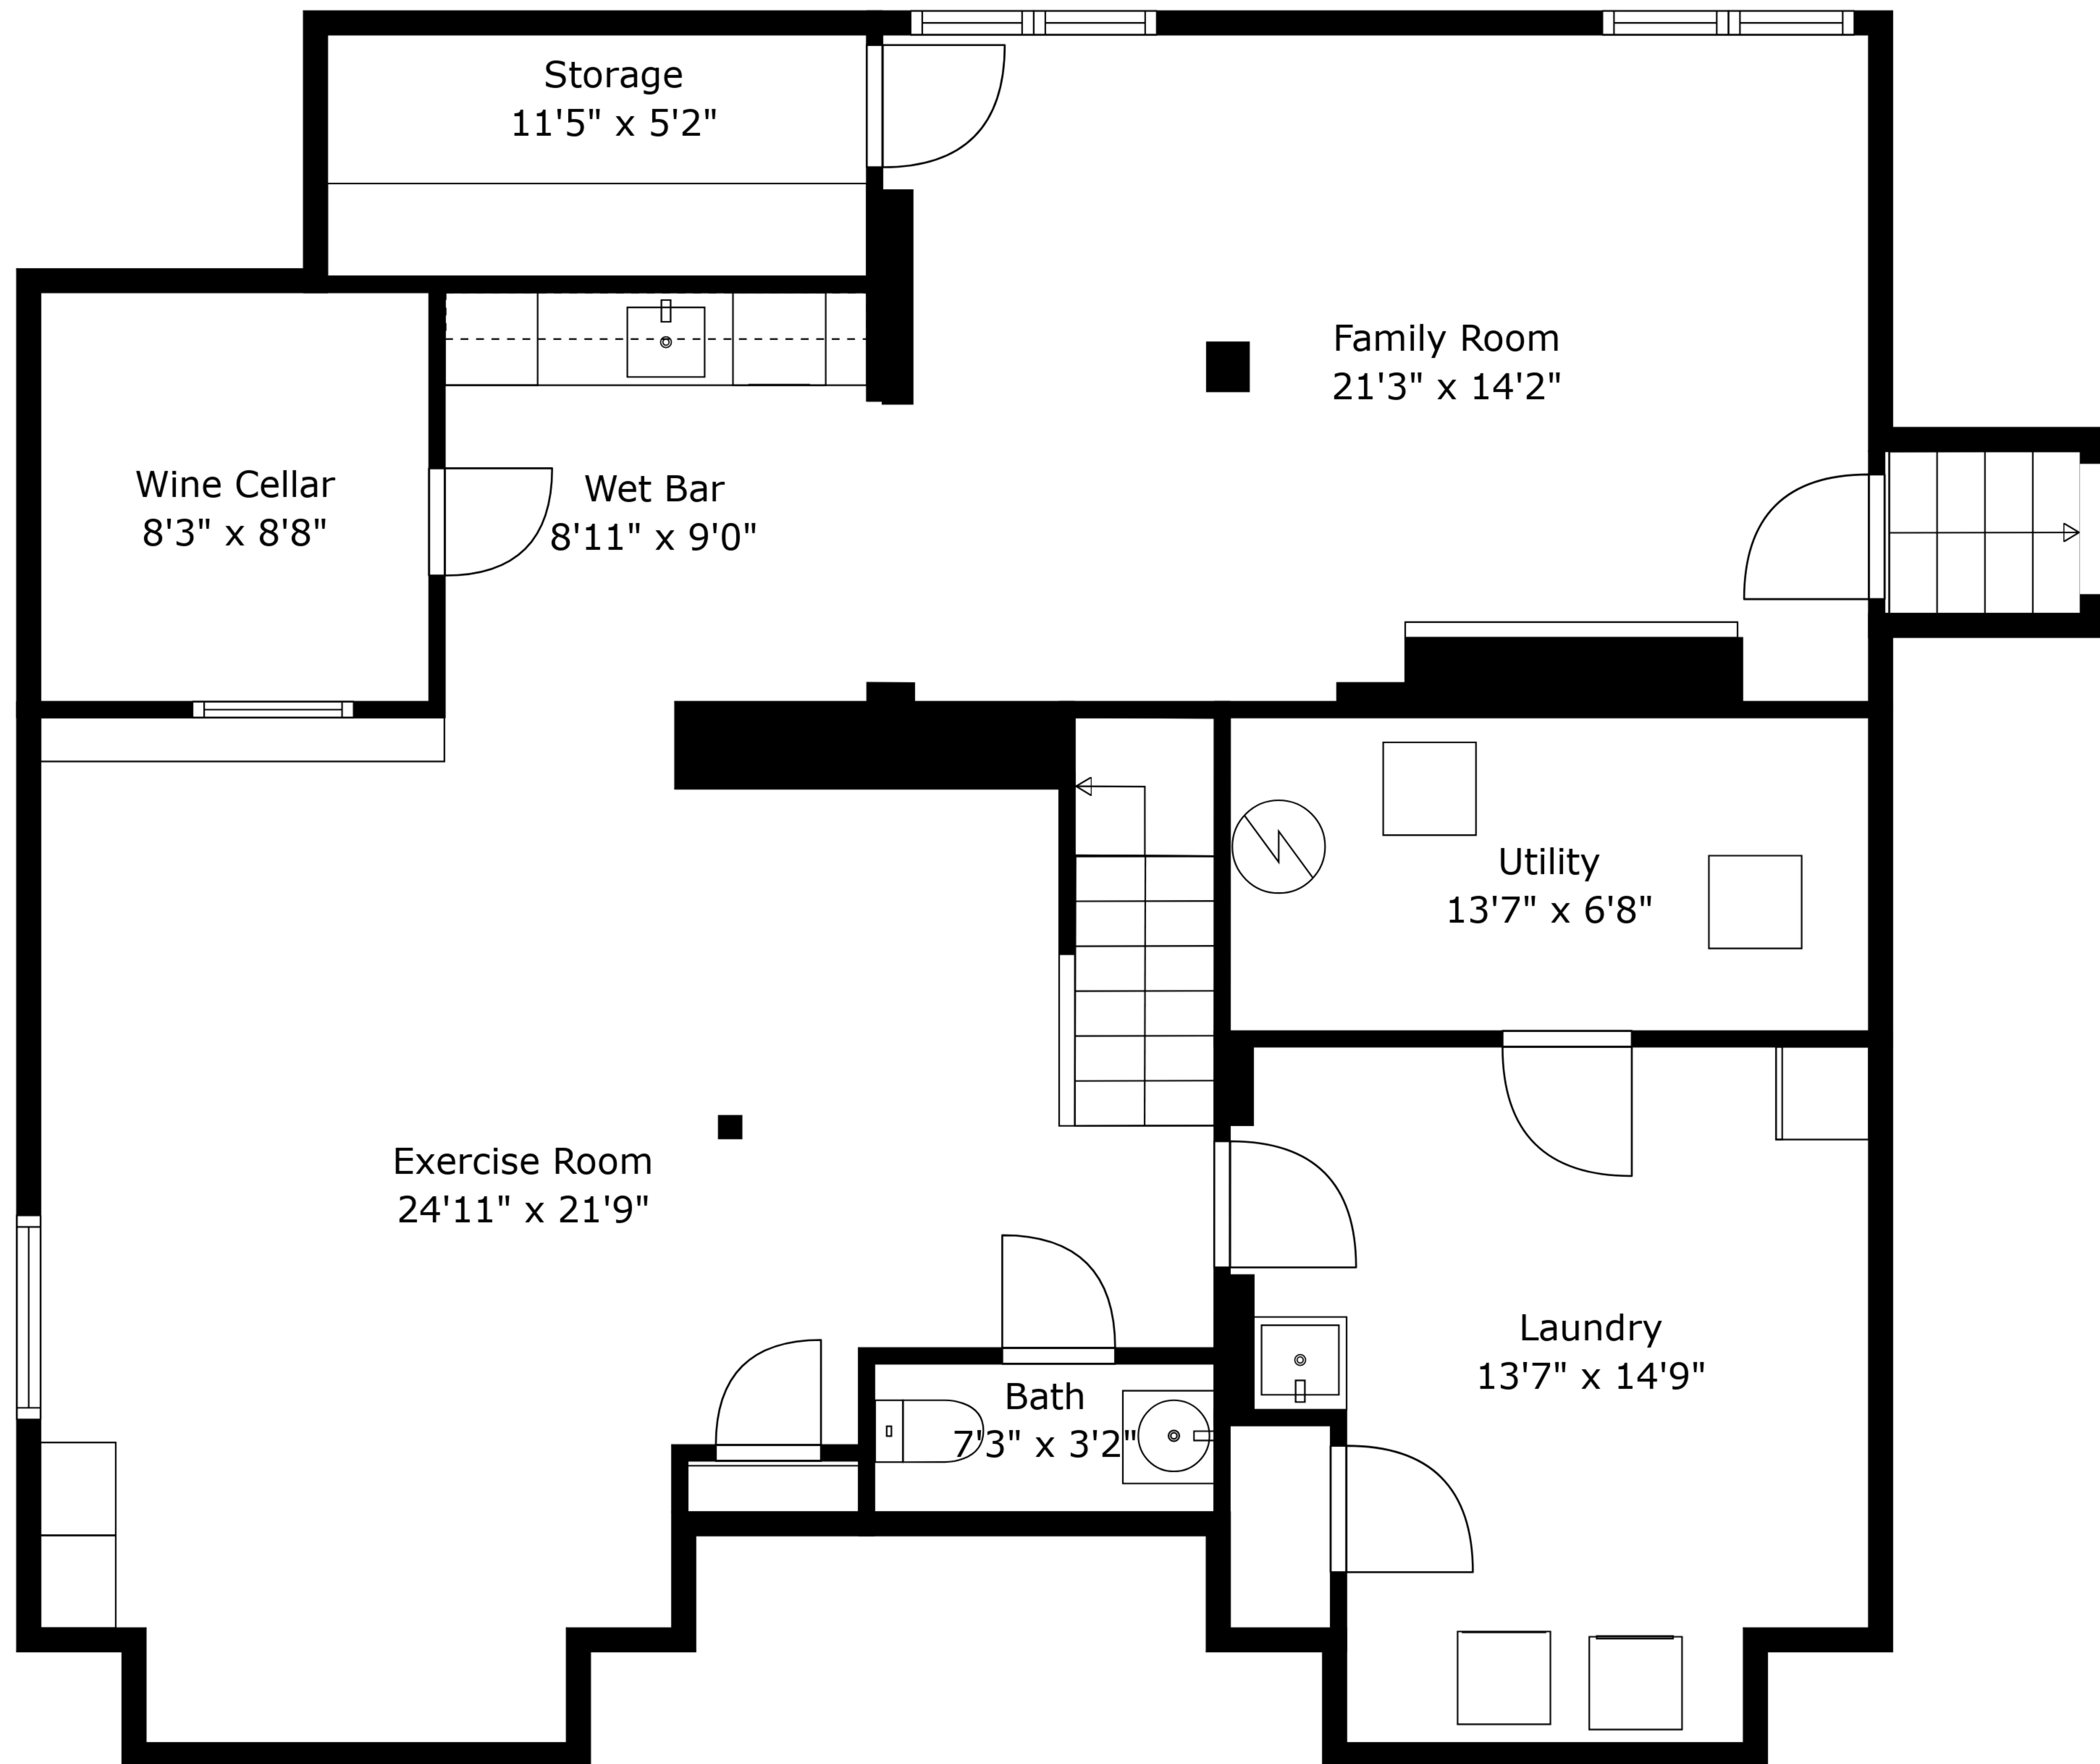 Storage
11'5" x 5'2"
Family Room
21'3" x 14'2"
Wine Cellar
8'3" x 8'8"
Wet Bar
8'11" x 9'0"
Utility
13'7" x 6'8"
Exercise Room
24'11" x 21'9"
Laundry
13'7" x 14'9"
Bath
7'3" x 3'2"